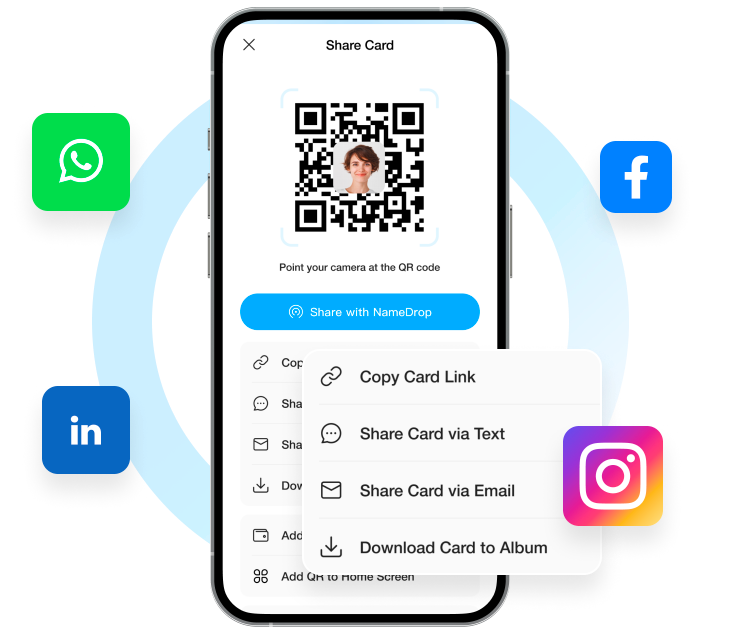 Share Card
Point your camera at the QR code
Share with NameDrop
Cop
Copy Card Link
Sha
Share Card via Text
Sha
Share Card via Email
Dow
Download Card to Album
Add
Add QR to Home Screen
in